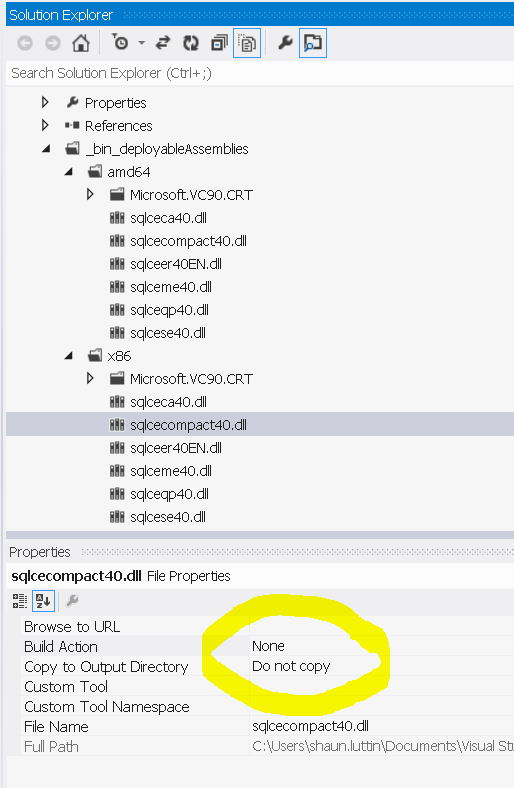 Solution Explorer
Search Solution Explorer (Ctrl+;)
Properties
References
_bin_deployableAssemblies
amd64
Microsoft.VC90.CRT
sqlceca40.dll
sqlcecompact40.dll
sqlceer40EN.dll
sqlceme40.dll
sqlceqp40.dll
sqlcese40.dll
x86
Microsoft.VC90.CRT
sqlceca40.dll
sqlcecompact40.dll
sqlceer40EN.dll
sqlceme40.dll
sqlceqp40.dll
sqlcese40.dll
Properties
sqlcecompact40.dll File Properties
Browse to URL
Build Action None
Copy to Output Directory Do not copy
Custom Tool
Custom Tool Namespace
File Name sqlcecompact40.dll
Full Path C:\Users\shaun.luttin\Documents\Visual Stu